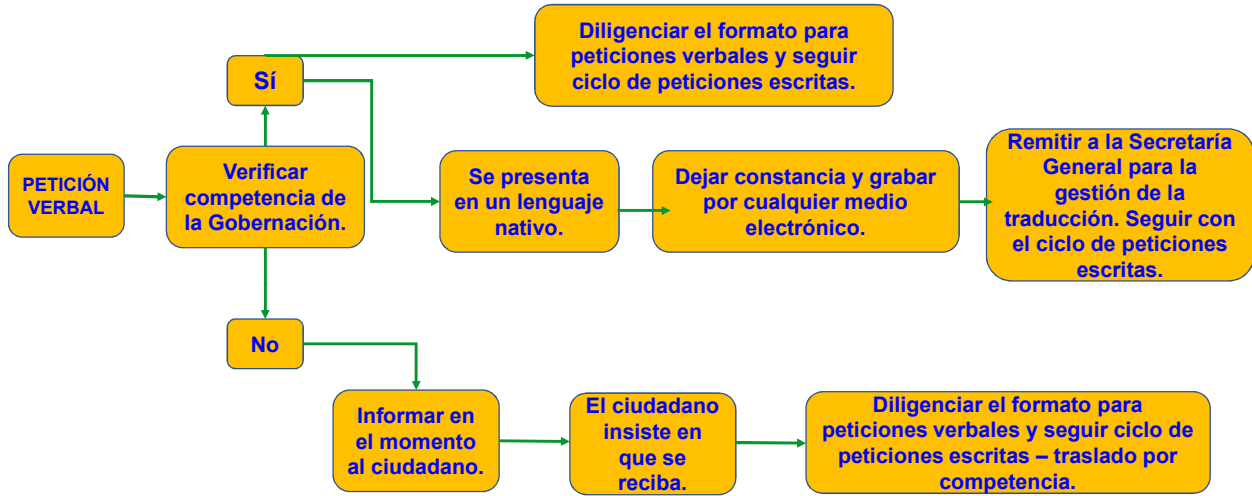 Diligenciar el formato para
peticiones verbales y seguir
ciclo de peticiones escritas.
Sí
PETICIÓN
VERBAL
Verificar
competencia de
la Gobernación.
Se presenta
en un lenguaje
nativo.
Dejar constancia y grabar
por cualquier medio
electrónico.
Remitir a la Secretaría
General para la
gestión de la
traducción. Seguir con
el ciclo de peticiones
escritas.
No
Informar en
el momento
al ciudadano.
El ciudadano
insiste en
que se
reciba.
Diligenciar el formato para
peticiones verbales y seguir ciclo de
peticiones escritas – traslado por
competencia.